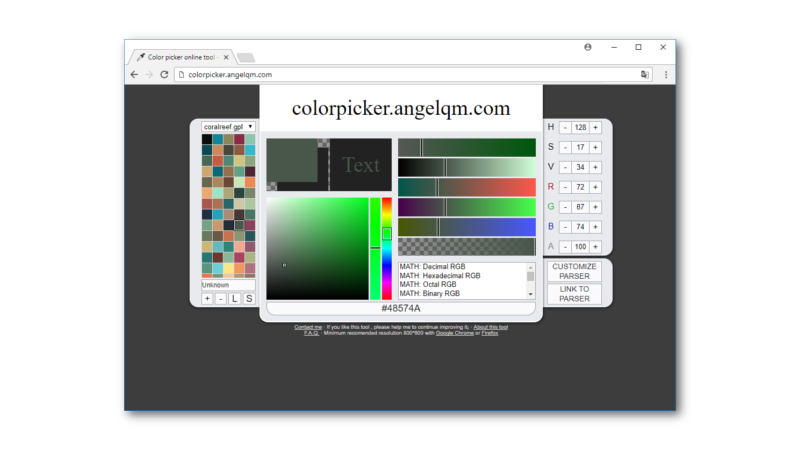 Color picker online tool -
colorpicker.angelqm.com
colorpicker.angelqm.com
coralreef.gpl
Unknown
+ - L S
Text
MATH: Decimal RGB
MATH: Hexadecimal RGB
MATH: Octal RGB
MATH: Binary RGB
#48574A
H - 128 +
S - 17 +
V - 34 +
R - 72 +
G - 87 +
B - 74 +
A - 100 +
CUSTOMIZE
PARSER
LINK TO
PARSER
Contact me · If you like this tool , please help me to continue improving it; · About this tool
F.A.Q. · Minimum recomended resolution 800*600 with Google Chrome or Firefox